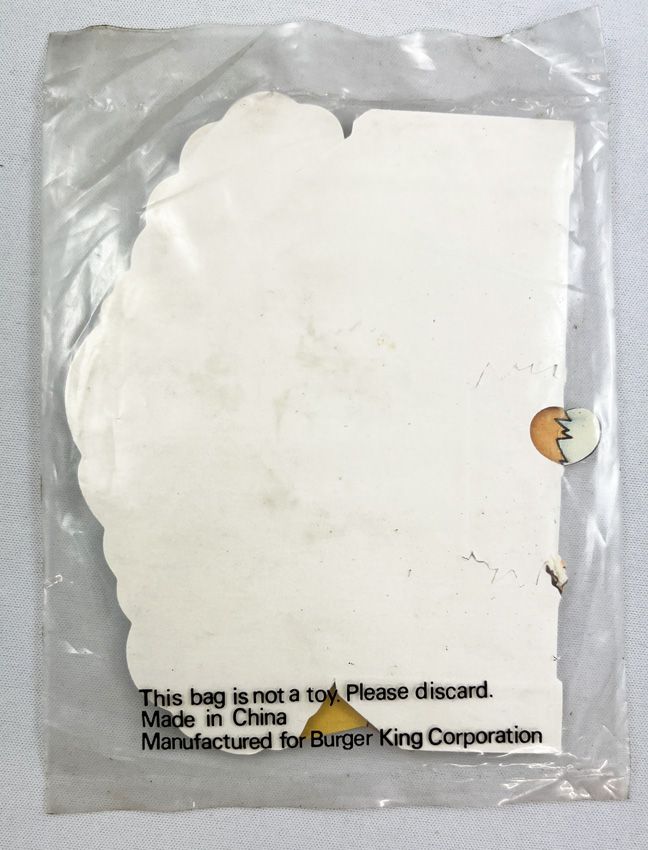 This bag is not a toy. Please discard.
Made in China
Manufactured for Burger King Corporation